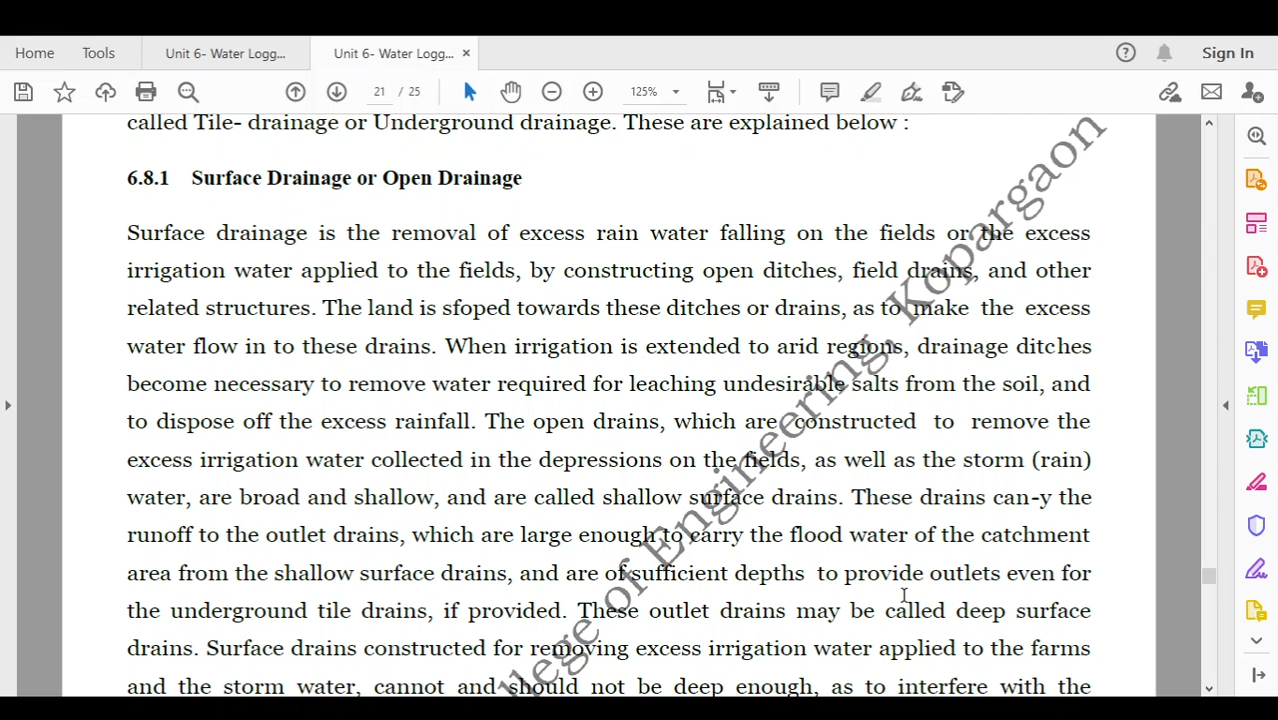 Home Tools Unit 6- Water Logg... Unit 6- Water Logg... × Sign In
21 / 25 125%
called Tile- drainage or Underground drainage. These are explained below :
6.8.1 Surface Drainage or Open Drainage
Surface drainage is the removal of excess rain water falling on the fields or the excess
irrigation water applied to the fields, by constructing open ditches, field drains, and other
related structures. The land is sfoped towards these ditches or drains, as to make the excess
water flow in to these drains. When irrigation is extended to arid regions, drainage ditches
become necessary to remove water required for leaching undesirable salts from the soil, and
to dispose off the excess rainfall. The open drains, which are constructed to remove the
excess irrigation water collected in the depressions on the fields, as well as the storm (rain)
water, are broad and shallow, and are called shallow surface drains. These drains can-y the
runoff to the outlet drains, which are large enough to carry the flood water of the catchment
area from the shallow surface drains, and are of sufficient depths to provide outlets even for
the underground tile drains, if provided. These outlet drains may be called deep surface
drains. Surface drains constructed for removing excess irrigation water applied to the farms
and the storm water, cannot and should not be deep enough, as to interfere with the
llege of Engineering, Kopargaon